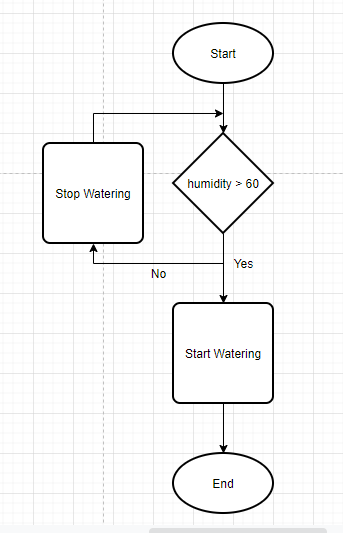 Start
humidity > 60
Stop Watering
Yes
No
Start Watering
End